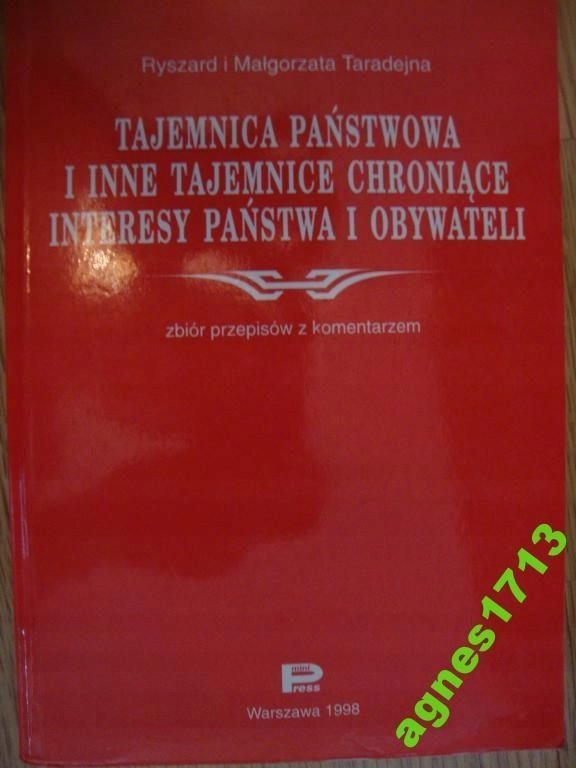 Ryszard i Małgorzata Taradejna
TAJEMNICA PAŃSTWOWA
I INNE TAJEMNICE CHRONIĄCE
INTERESY PAŃSTWA I OBYWATELI
zbiór przepisów z komentarzem
mini
Press
Warszawa 1998
agnes1713